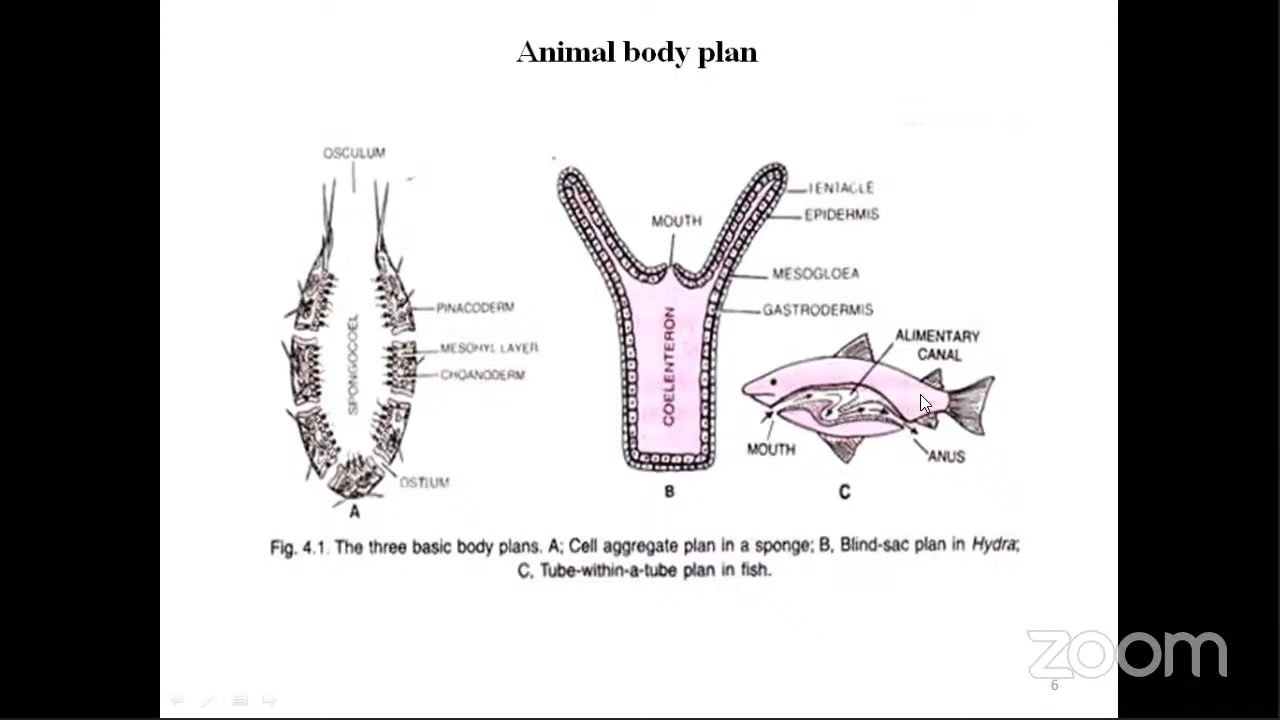 Animal body plan
OSCULUM
PINACODERM
MESOHYL LAYER
CHOANODERM
SPONGOCOEL
OSTIUM
A
MOUTH
TENTACLE
EPIDERMIS
MESOGLOEA
GASTRODERMIS
COELENTERON
B
ALIMENTARY
CANAL
MOUTH
ANUS
C
Fig. 4.1. The three basic body plans. A; Cell aggregate plan in a sponge; B, Blind-sac plan in Hydra;
C, Tube-within-a-tube plan in fish.
zoom
6